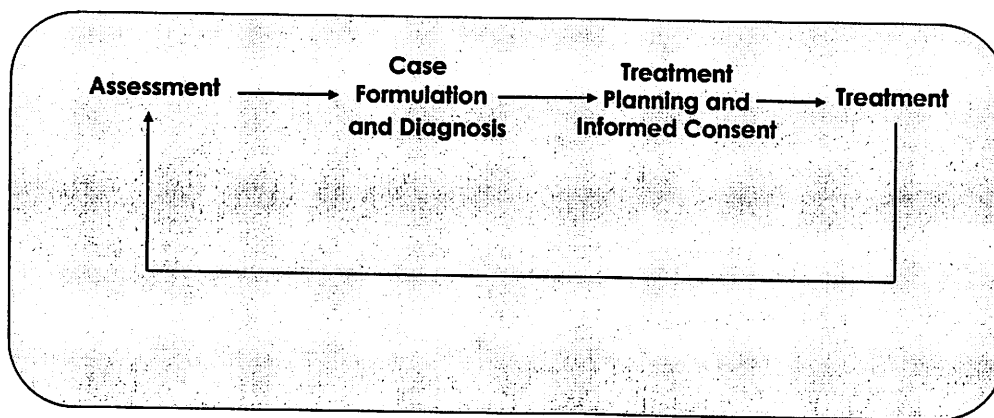 Assessment
Case
Formulation
and Diagnosis
Treatment
Planning and
Informed Consent
Treatment